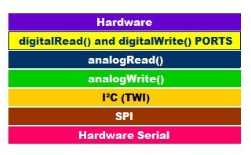 Hardware
digitalRead() and digitalWrite() PORTS
analogRead()
analogWrite()
I²C (TWI)
SPI
Hardware Serial